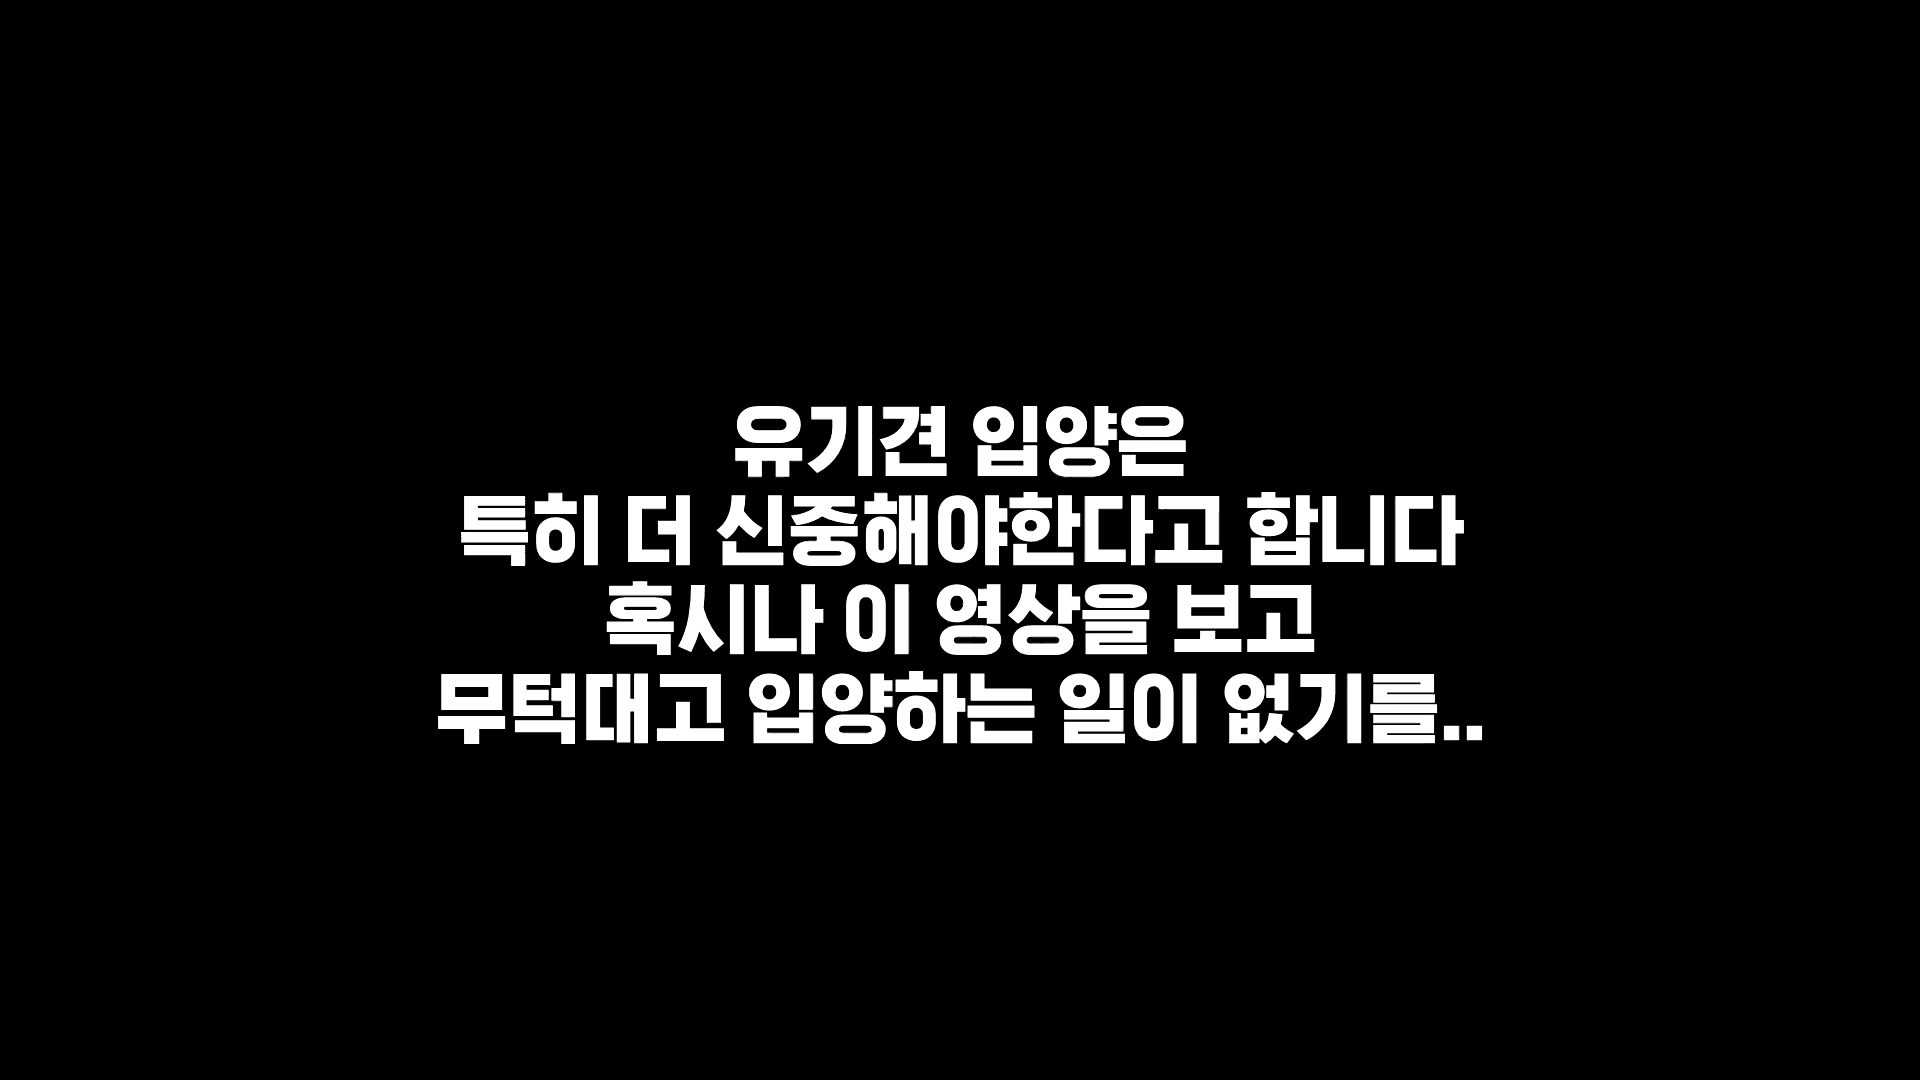 유기견 입양은
특히 더 신중해야한다고 합니다
혹시나 이 영상을 보고
무턱대고 입양하는 일이 없기를..